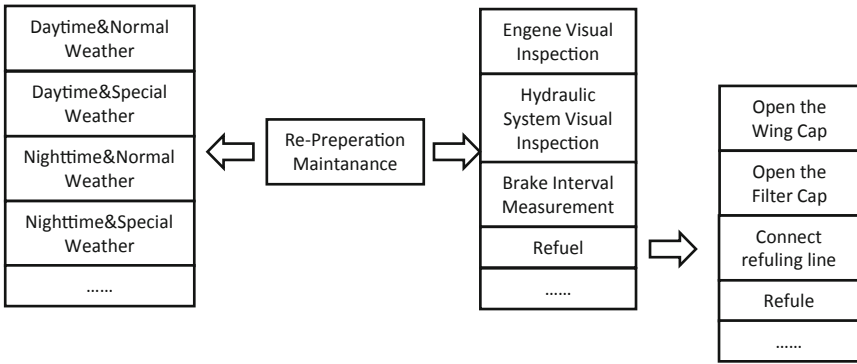 Daytime&Normal
Weather
Daytime&Special
Weather
Nighttime&Normal
Weather
Nighttime&Special
Weather
......
Re-Preperation
Maintanance
Engene Visual
Inspection
Hydraulic
System Visual
Inspection
Brake Interval
Measurement
Refuel
......
Open the
Wing Cap
Open the
Filter Cap
Connect
refuling line
Refule
......